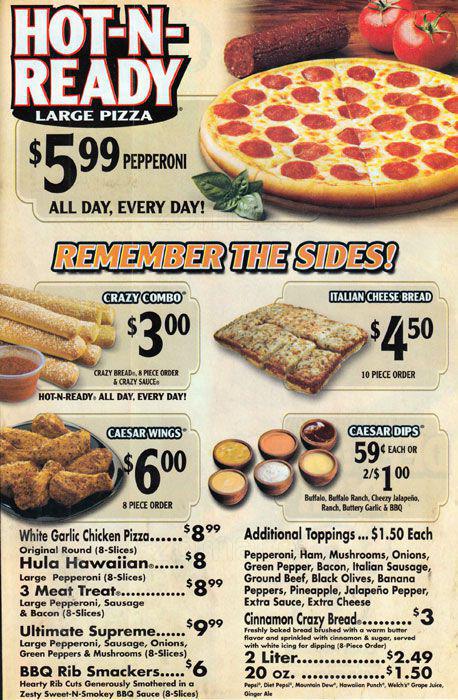 HOT-N-
READY
LARGE PIZZA®
$5.99 PEPPERONI
ALL DAY, EVERY DAY!
REMEMBER THE SIDES!
CRAZY COMBO®
$3.00
CRAZY BREAD®, 8 PIECE ORDER
& CRAZY SAUCE®
HOT-N-READY® ALL DAY, EVERY DAY!
ITALIAN CHEESE BREAD
$4.50
10 PIECE ORDER
CAESAR WINGS®
$6.00
8 PIECE ORDER
CAESAR DIPS®
59¢ EACH OR
2/$1.00
Buffalo, Buffalo Ranch, Cheezy Jalapeño,
Ranch, Buttery Garlic & BBQ
White Garlic Chicken Pizza......$8.99
Original Round (8-Slices)
Hula Hawaiian®......$8
Large Pepperoni (8-Slices)
3 Meat Treat®..........$8.99
Large Pepperoni, Sausage
& Bacon (8-Slices)
Ultimate Supreme......$9.99
Large Pepperoni, Sausage, Onions,
Green Peppers & Mushrooms (8-Slices)
BBQ Rib Smackers.....$6
Hearty Rib Cuts Generously Smothered in a
Zesty Sweet-N-Smokey BBQ Sauce (8-Slices)
Additional Toppings ... $1.50 Each
Pepperoni, Ham, Mushrooms, Onions,
Green Pepper, Bacon, Italian Sausage,
Ground Beef, Black Olives, Banana
Peppers, Pineapple, Jalapeño Pepper,
Extra Sauce, Extra Cheese
Cinnamon Crazy Bread®..........$3
Freshly baked bread brushed with a warm butter
flavor and sprinkled with cinnamon & sugar, served
with white icing for dipping (8-Piece Order)
2 Liter................$2.49
20 oz. ................$1.50
Pepsi®, Diet Pepsi®, Mountain Dew®, Hawaiian Punch®, Welch's® Grape Juice,
Ginger Ale